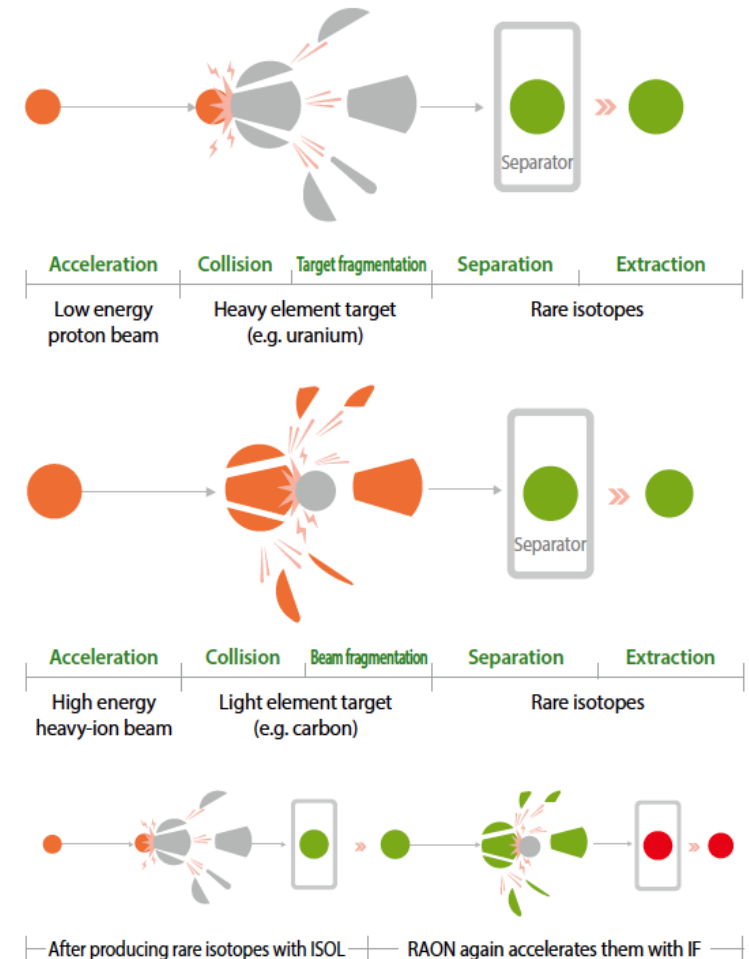 Separator
Acceleration Collision Target fragmentation Separation Extraction
Low energy
proton beam
Heavy element target
(e.g. uranium)
Rare isotopes
Separator
Acceleration Collision Beam fragmentation Separation Extraction
High energy
heavy-ion beam
Light element target
(e.g. carbon)
Rare isotopes
After producing rare isotopes with ISOL RAON again accelerates them with IF